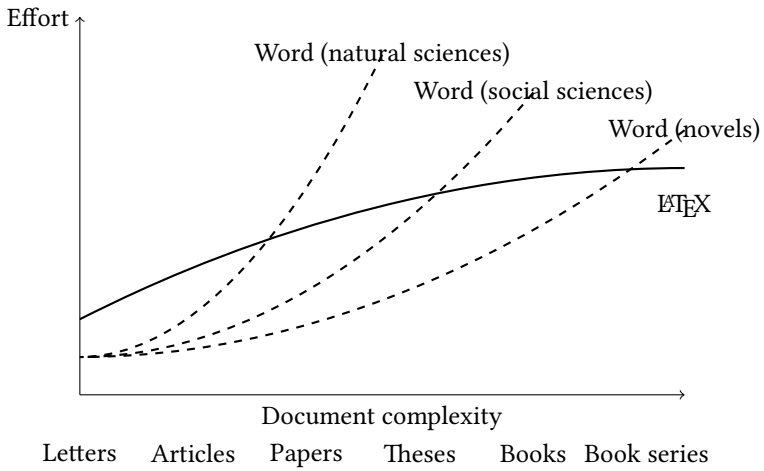 Effort
Word (natural sciences)
Word (social sciences)
Word (novels)
LATEX
Document complexity
Letters Articles Papers Theses Books Book series